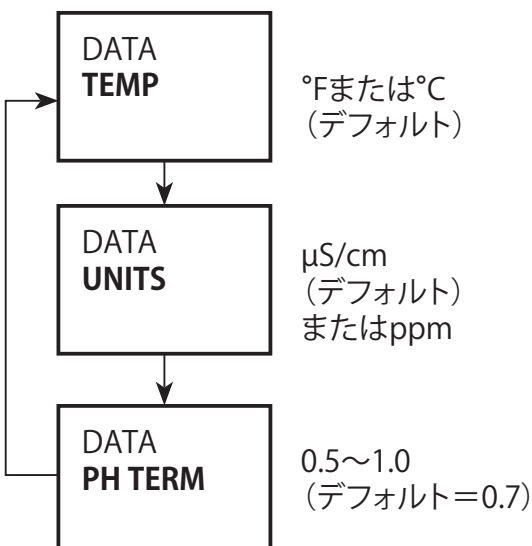 DATA
TEMP
°Fまたは°C
（デフォルト）
DATA
UNITS
µS/cm
（デフォルト）
またはppm
DATA
PH TERM
0.5～1.0
（デフォルト＝0.7）